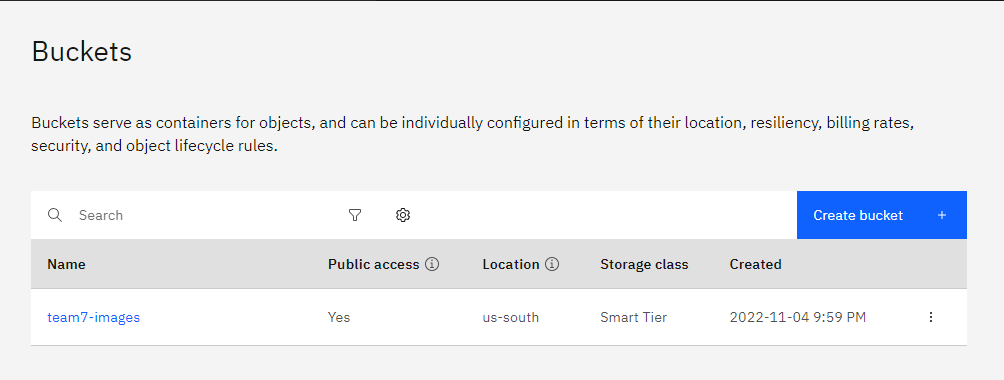 Buckets
Buckets serve as containers for objects, and can be individually configured in terms of their location, resiliency, billing rates,
security, and object lifecycle rules.
Search
Create bucket +
Name Public access Location Storage class Created
team7-images Yes us-south Smart Tier 2022-11-04 9:59 PM